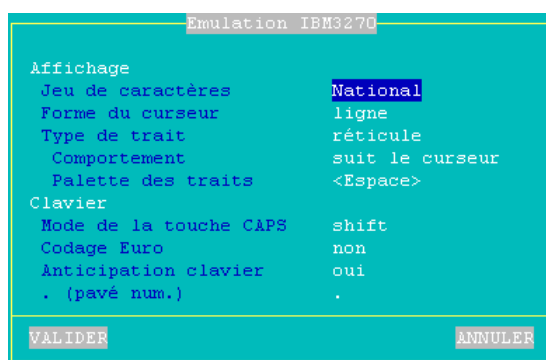 Emulation IBM3270
Affichage
Jeu de caractères National
Forme du curseur ligne
Type de trait réticule
Comportement suit le curseur
Palette des traits <Espace>
Clavier
Mode de la touche CAPS shift
Codage Euro non
Anticipation clavier oui
. (pavé num.) .
VALIDER ANNULER